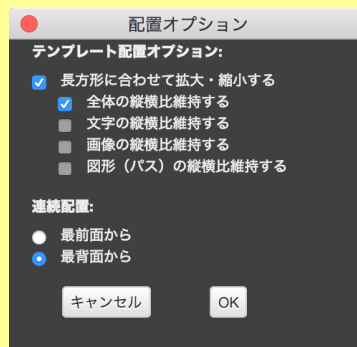 配置オプション
テンプレート配置オプション:
長方形に合わせて拡大・縮小する
全体の縦横比維持する
文字の縦横比維持する
画像の縦横比維持する
図形（パス）の縦横比維持する
連続配置:
最前面から
最背面から
キャンセル OK